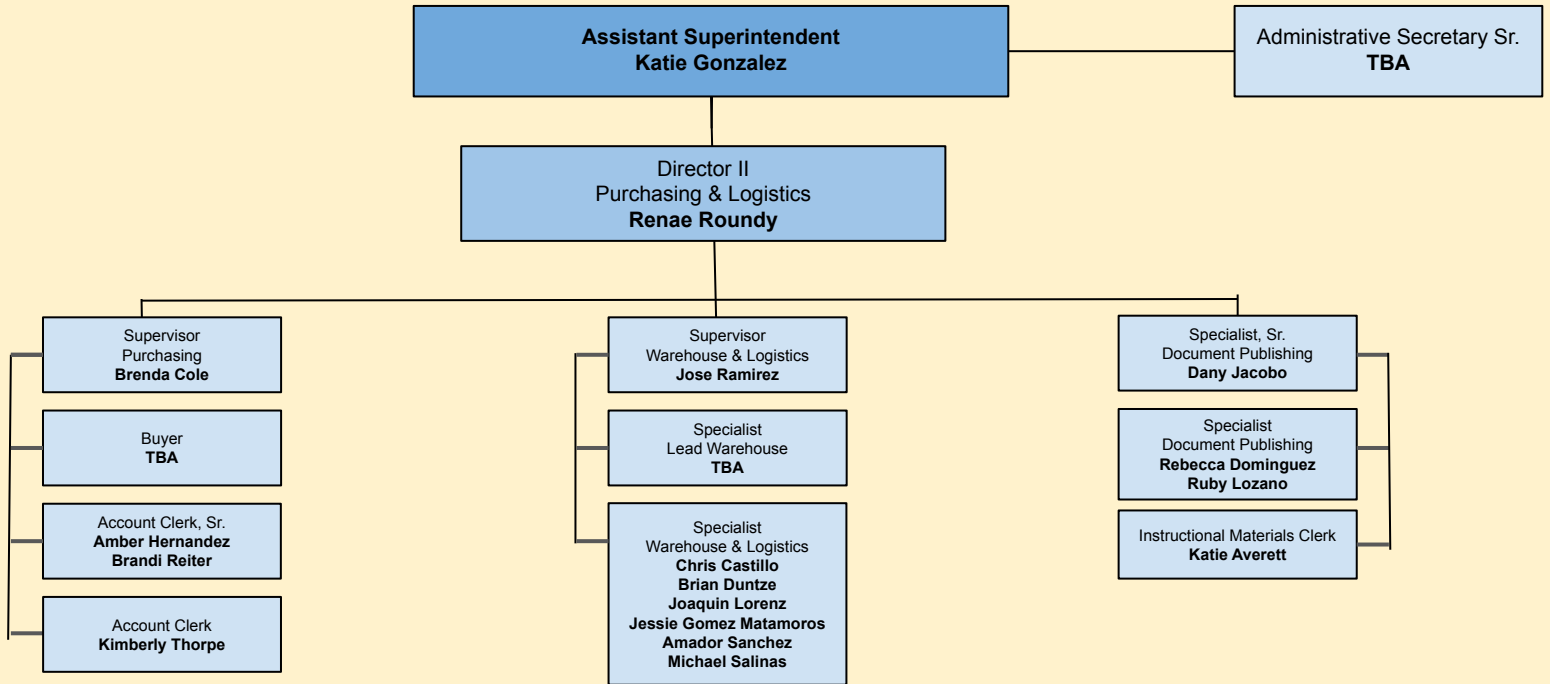 Assistant Superintendent
Katie Gonzalez
Administrative Secretary Sr.
TBA
Director II
Purchasing & Logistics
Renae Roundy
Supervisor
Purchasing
Brenda Cole
Buyer
TBA
Account Clerk, Sr.
Amber Hernandez
Brandi Reiter
Account Clerk
Kimberly Thorpe
Supervisor
Warehouse & Logistics
Jose Ramirez
Specialist
Lead Warehouse
TBA
Specialist
Warehouse & Logistics
Chris Castillo
Brian Duntze
Joaquin Lorenz
Jessie Gomez Matamoros
Amador Sanchez
Michael Salinas
Specialist, Sr.
Document Publishing
Dany Jacobo
Specialist
Document Publishing
Rebecca Dominguez
Ruby Lozano
Instructional Materials Clerk
Katie Averett